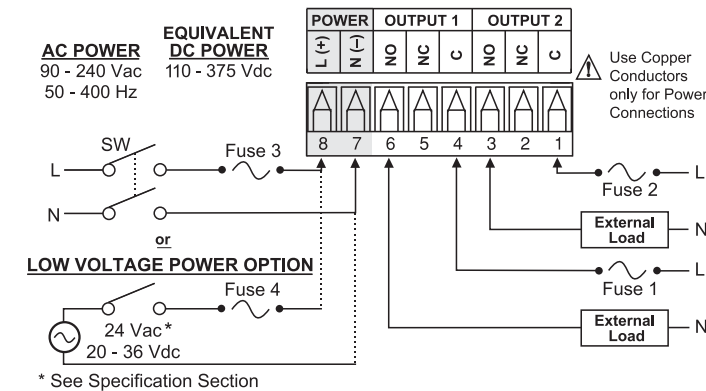 AC POWER
90 - 240 Vac
50 - 400 Hz
EQUIVALENT
DC POWER
110 - 375 Vdc
POWER OUTPUT 1 OUTPUT 2
L (+) N (−) NO NC C NO NC C
8 7 6 5 4 3 2 1
Use Copper
Conductors
only for Power
Connections
SW
L
N
Fuse 3
or
LOW VOLTAGE POWER OPTION
Fuse 4
24 Vac*
20 - 36 Vdc
* See Specification Section
L
Fuse 2
External
Load
N
L
Fuse 1
External
Load
N